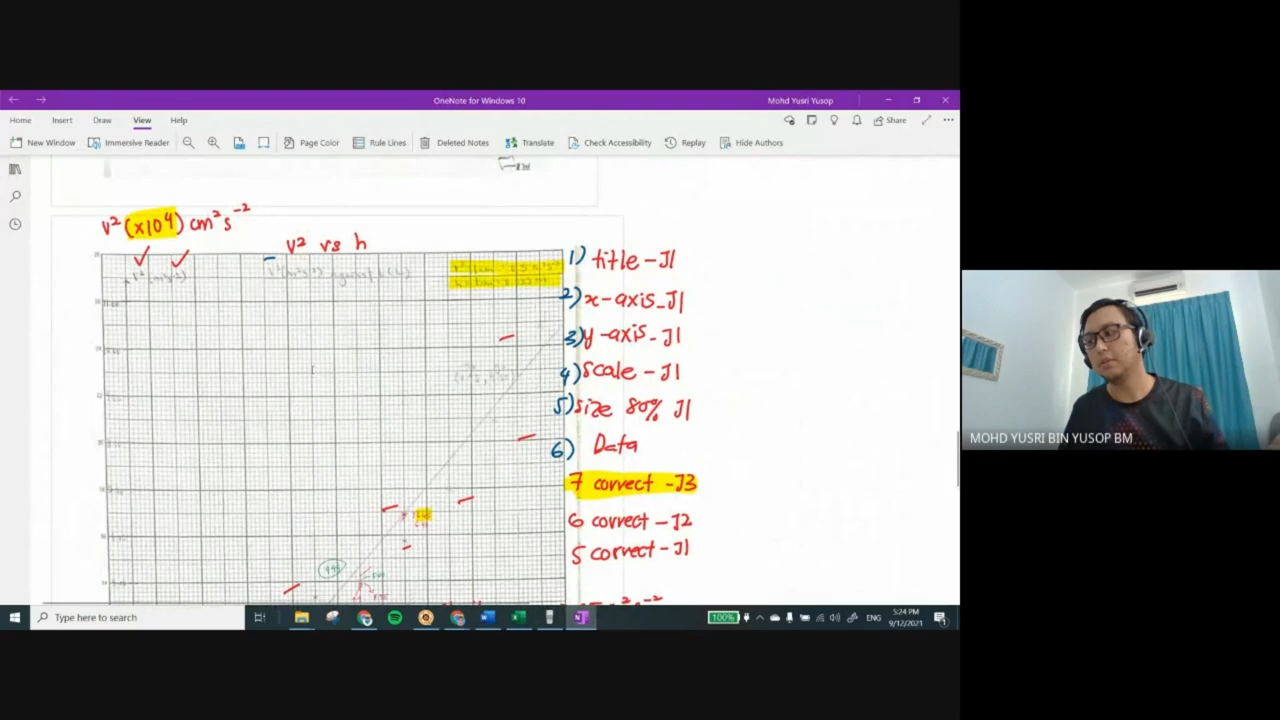 OneNote for Windows 10
Mohd Yusri Yusop
Home Insert Draw View Help
Share
New Window Immersive Reader Page Color Rule Lines Deleted Notes Translate Check Accessibility Replay Hide Authors
v² (×10⁴) cm²s⁻²
v² vs h
against
1) title - J1
2) x-axis - J1
3) y-axis - J1
4) scale - J1
5) size 80% J1
6) Data
7 correct - J3
6 correct - J2
5 correct - J1
MOHD YUSRI BIN YUSOP BM
Type here to search
100%
ENG
5:24 PM
9/12/2021